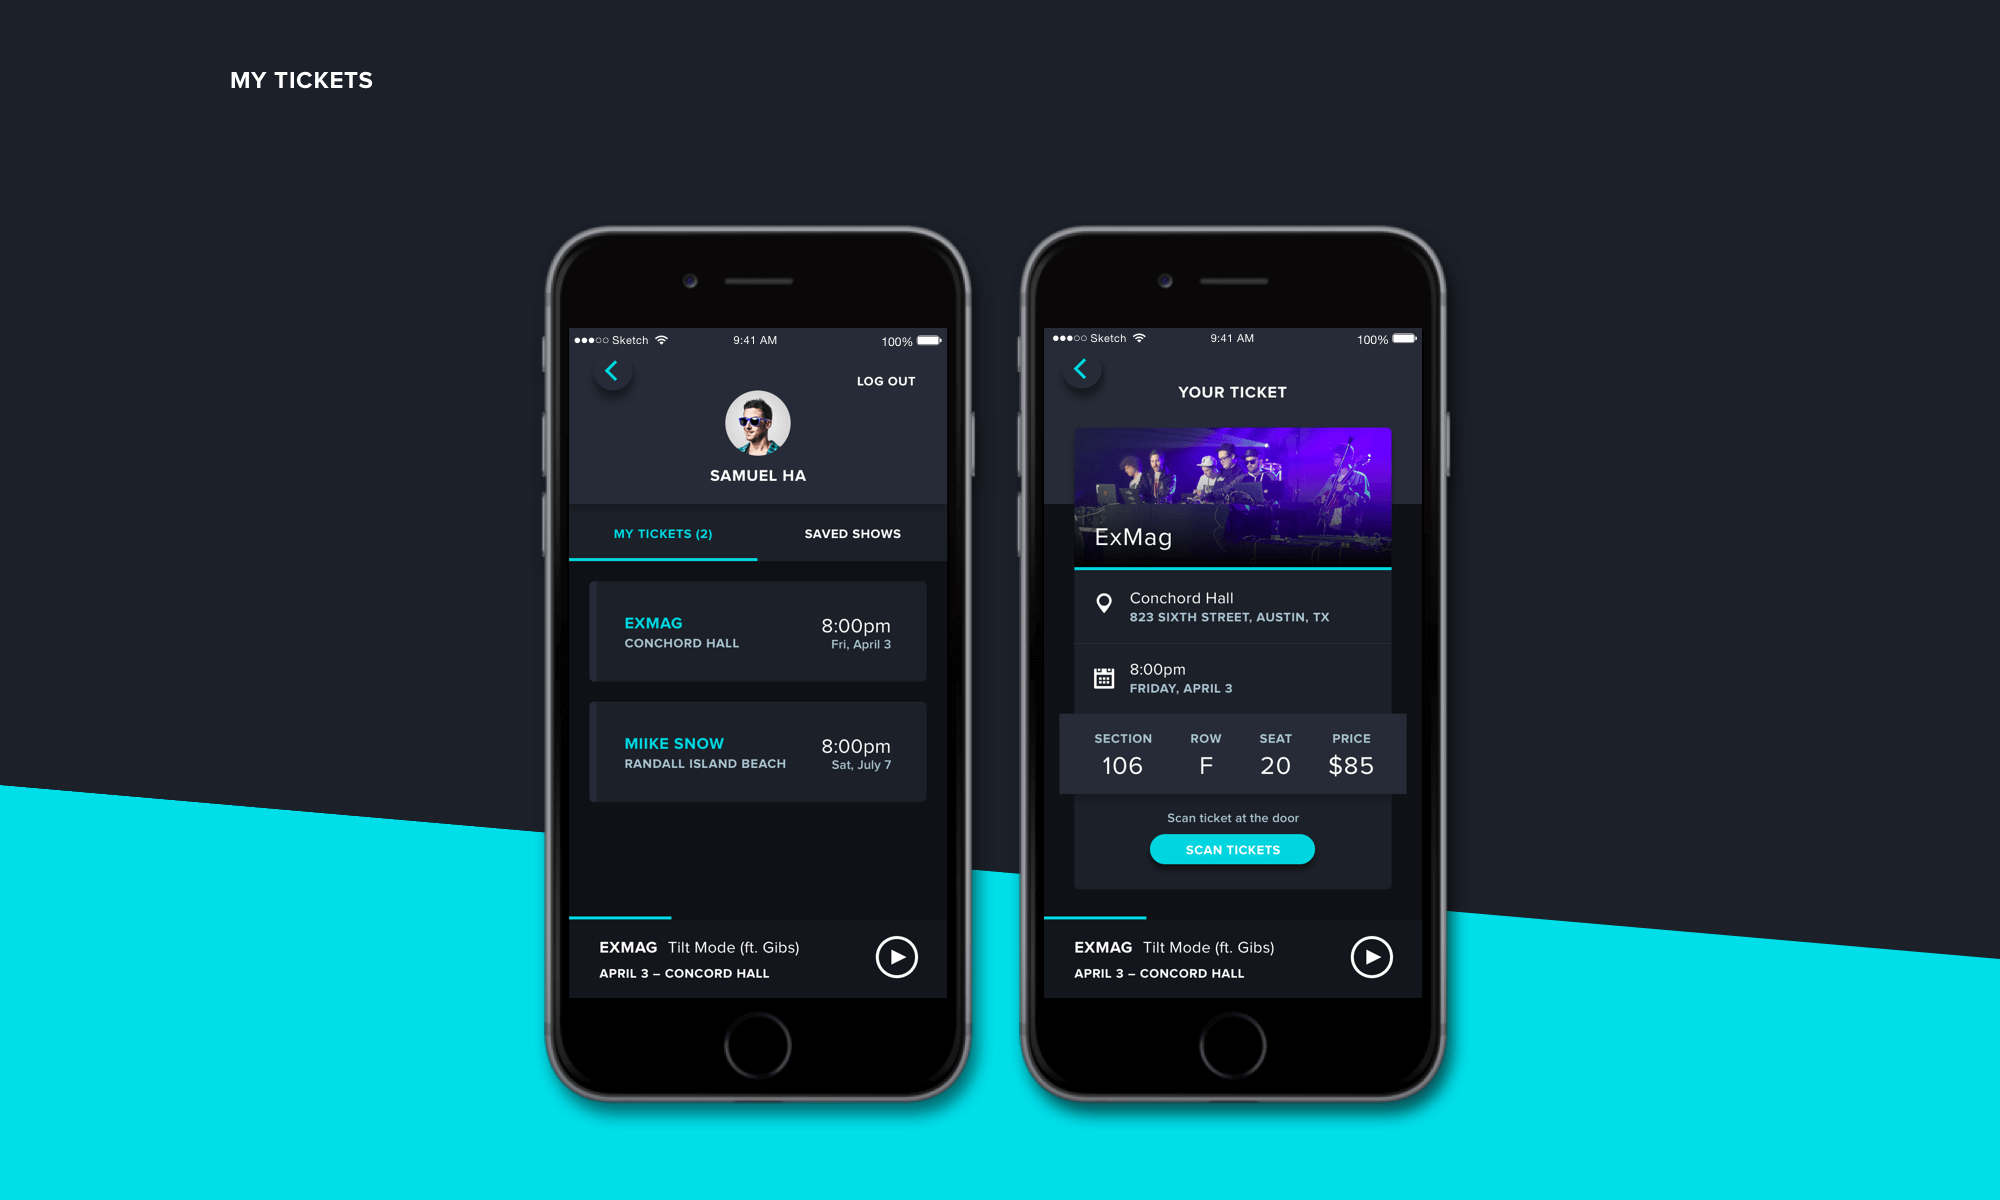 MY TICKETS
Sketch 9:41 AM 100%
LOG OUT
SAMUEL HA
MY TICKETS (2) SAVED SHOWS
EXMAG 8:00pm
CONCHORD HALL Fri, April 3
MIIKE SNOW 8:00pm
RANDALL ISLAND BEACH Sat, July 7
EXMAG Tilt Mode (ft. Gibs)
APRIL 3 – CONCORD HALL
Sketch 9:41 AM 100%
YOUR TICKET
ExMag
Conchord Hall
823 SIXTH STREET, AUSTIN, TX
8:00pm
FRIDAY, APRIL 3
SECTION ROW SEAT PRICE
106 F 20 $85
Scan ticket at the door
SCAN TICKETS
EXMAG Tilt Mode (ft. Gibs)
APRIL 3 – CONCORD HALL